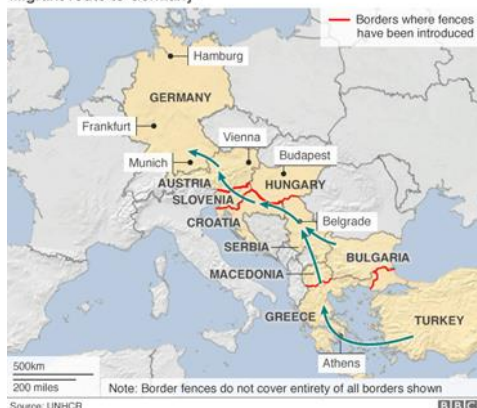 Borders where fences
have been introduced
Hamburg
GERMANY
Frankfurt
Vienna
Munich
Budapest
AUSTRIA
HUNGARY
SLOVENIA
CROATIA
Belgrade
SERBIA
BULGARIA
MACEDONIA
GREECE
TURKEY
Athens
500km
200 miles
Note: Border fences do not cover entirety of all borders shown
Source: UNHCR
BBC